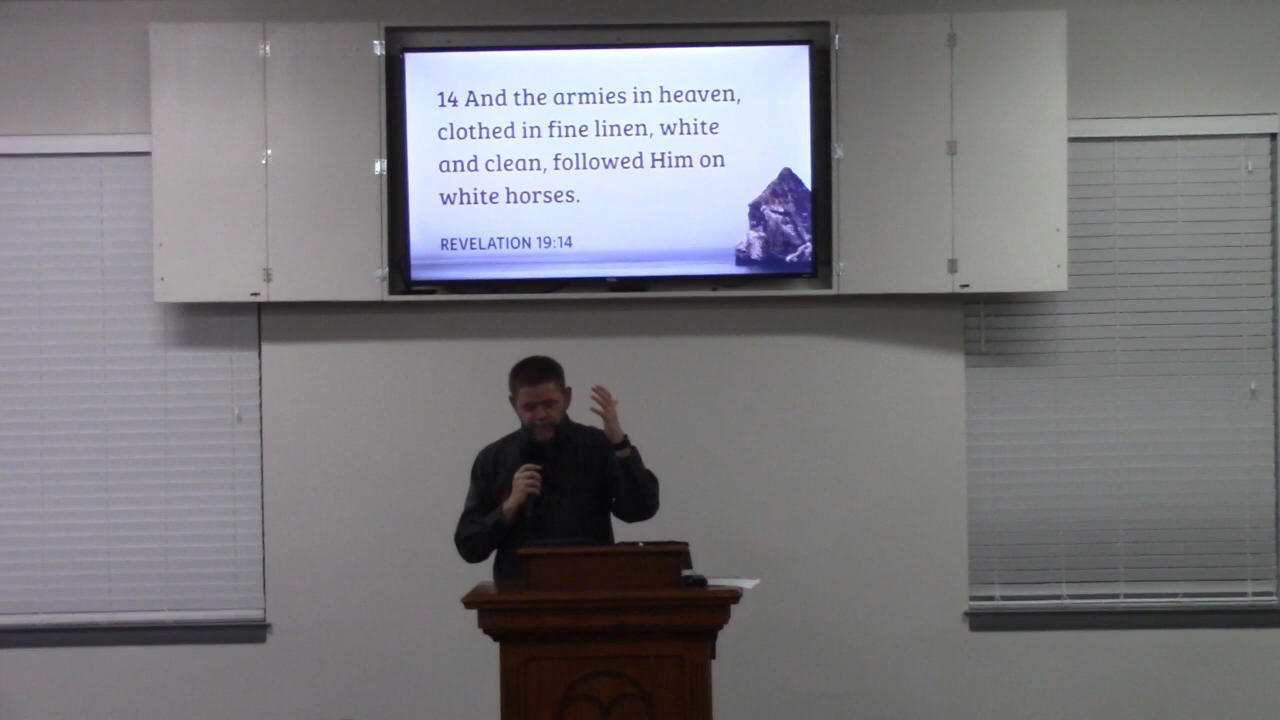 14 And the armies in heaven,
clothed in fine linen, white
and clean, followed Him on
white horses.
REVELATION 19:14